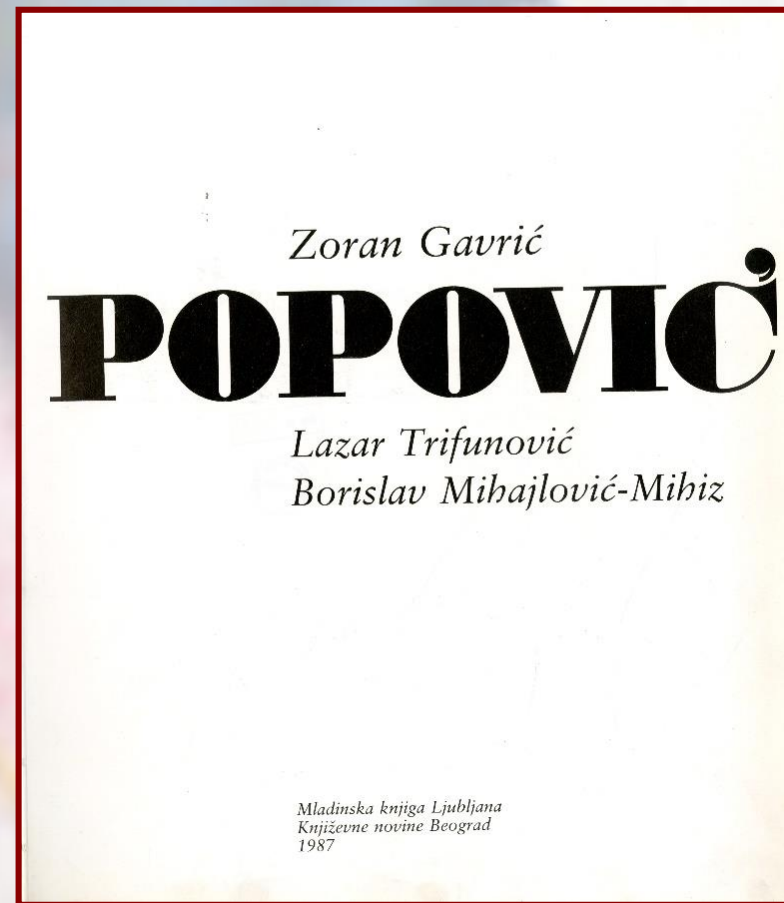 Zoran Gavrić
POPOVIĆ
Lazar Trifunović
Borislav Mihajlović-Mihiz
Mladinska knjiga Ljubljana
Književne novine Beograd
1987